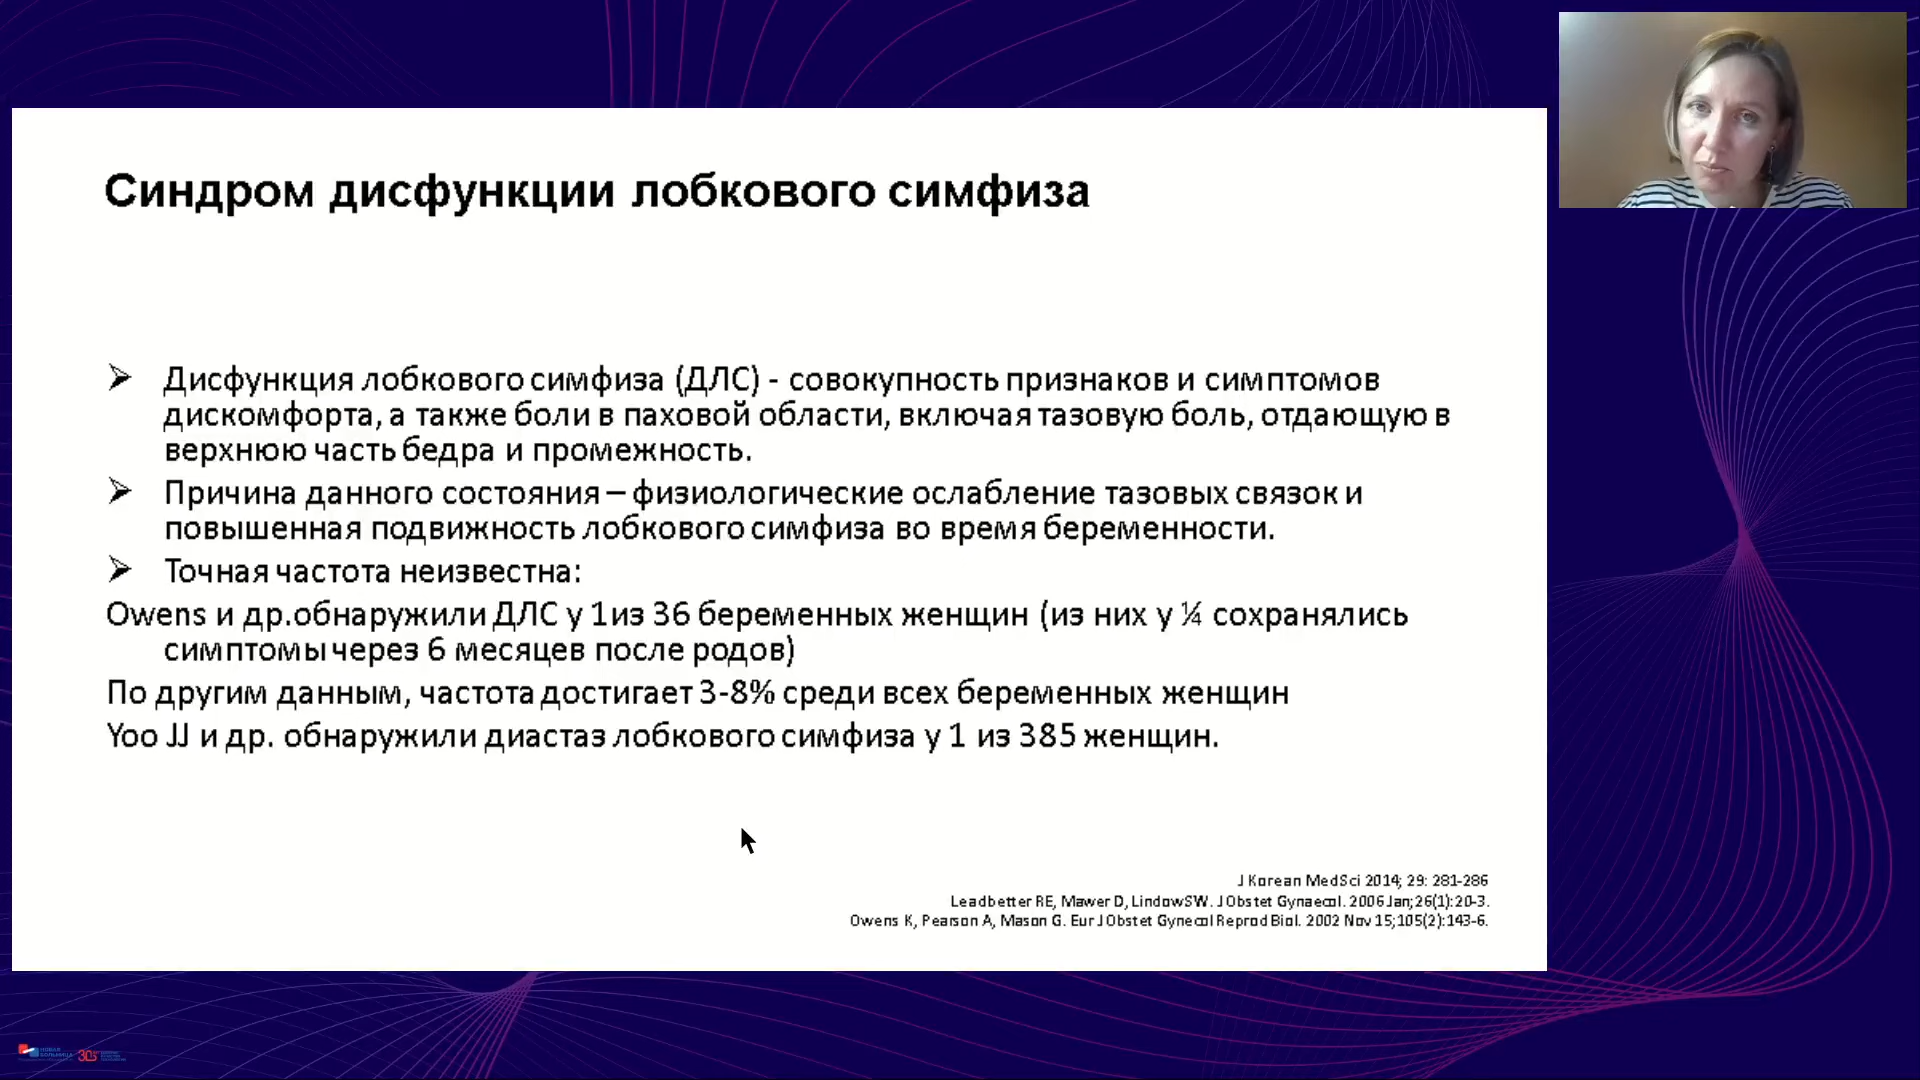 Синдром дисфункции лобкового симфиза
➢ Дисфункция лобкового симфиза (ДЛС) - совокупность признаков и симптомов
дискомфорта, а также боли в паховой области, включая тазовую боль, отдающую в
верхнюю часть бедра и промежность.
➢ Причина данного состояния – физиологические ослабление тазовых связок и
повышенная подвижность лобкового симфиза во время беременности.
➢ Точная частота неизвестна:
Owens и др.обнаружили ДЛС у 1из 36 беременных женщин (из них у ¼ сохранялись
симптомы через 6 месяцев после родов)
По другим данным, частота достигает 3-8% среди всех беременных женщин
Yoo JJ и др. обнаружили диастаз лобкового симфиза у 1 из 385 женщин.
J Korean Med Sci 2014; 29: 281-286
Leadbetter RE, Mawer D, Lindow SW. J Obstet Gynaecol. 2006 Jan;26(1):20-3.
Owens K, Pearson A, Mason G. Eur J Obstet Gynecol Reprod Biol. 2002 Nov 15;105(2):143-6.
НОВАЯ
БОЛЬНИЦА